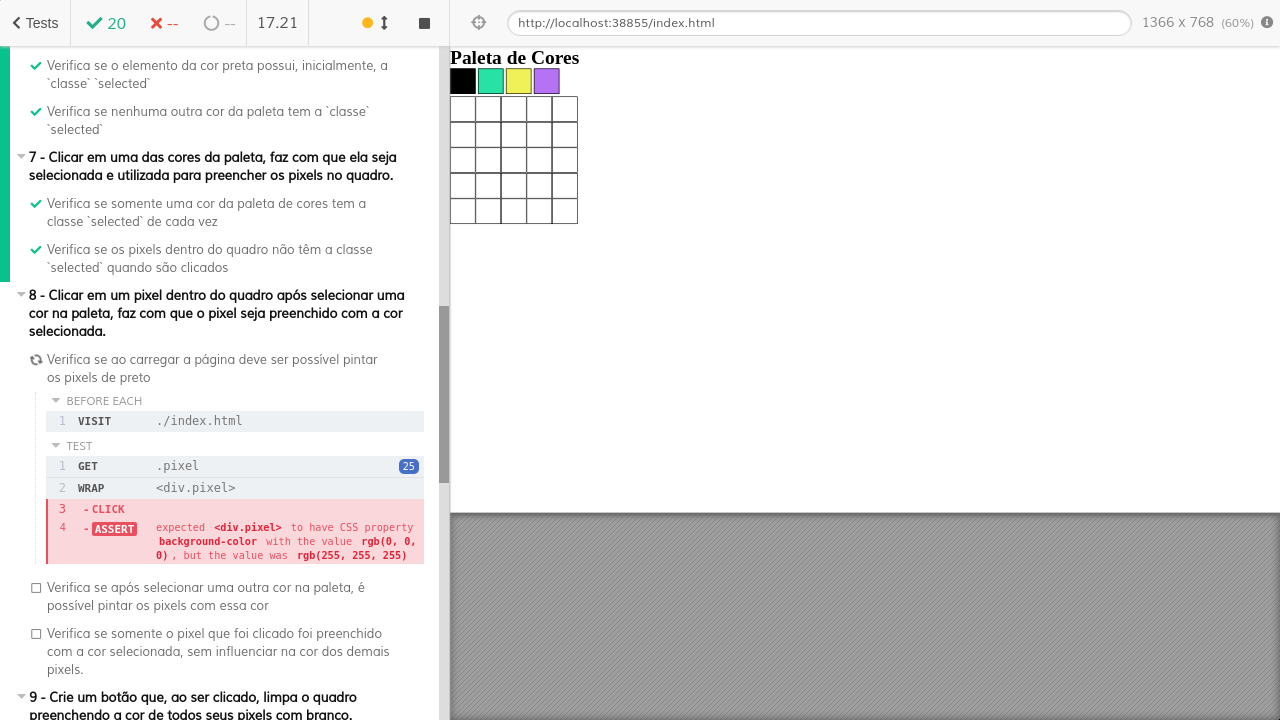 Tests
20
--
--
17.21
http://localhost:38855/index.html
1366 x 768 (60%)
Verifica se o elemento da cor preta possui, inicialmente, a
`classe` `selected`
Verifica se nenhuma outra cor da paleta tem a `classe`
`selected`
7 - Clicar em uma das cores da paleta, faz com que ela seja
selecionada e utilizada para preencher os pixels no quadro.
Verifica se somente uma cor da paleta de cores tem a
classe `selected` de cada vez
Verifica se os pixels dentro do quadro não têm a classe
`selected` quando são clicados
8 - Clicar em um pixel dentro do quadro após selecionar uma
cor na paleta, faz com que o pixel seja preenchido com a cor
selecionada.
Verifica se ao carregar a página deve ser possível pintar
os pixels de preto
BEFORE EACH
1 VISIT ./index.html
TEST
1 GET .pixel 25
2 WRAP <div.pixel>
3 - CLICK
4 - ASSERT expected <div.pixel> to have CSS property
background-color with the value rgb(0, 0,
0) , but the value was rgb(255, 255, 255)
Verifica se após selecionar uma outra cor na paleta, é
possível pintar os pixels com essa cor
Verifica se somente o pixel que foi clicado foi preenchido
com a cor selecionada, sem influenciar na cor dos demais
pixels.
9 - Crie um botão que, ao ser clicado, limpa o quadro
preenchendo a cor de todos seus pixels com branco.
Paleta de Cores